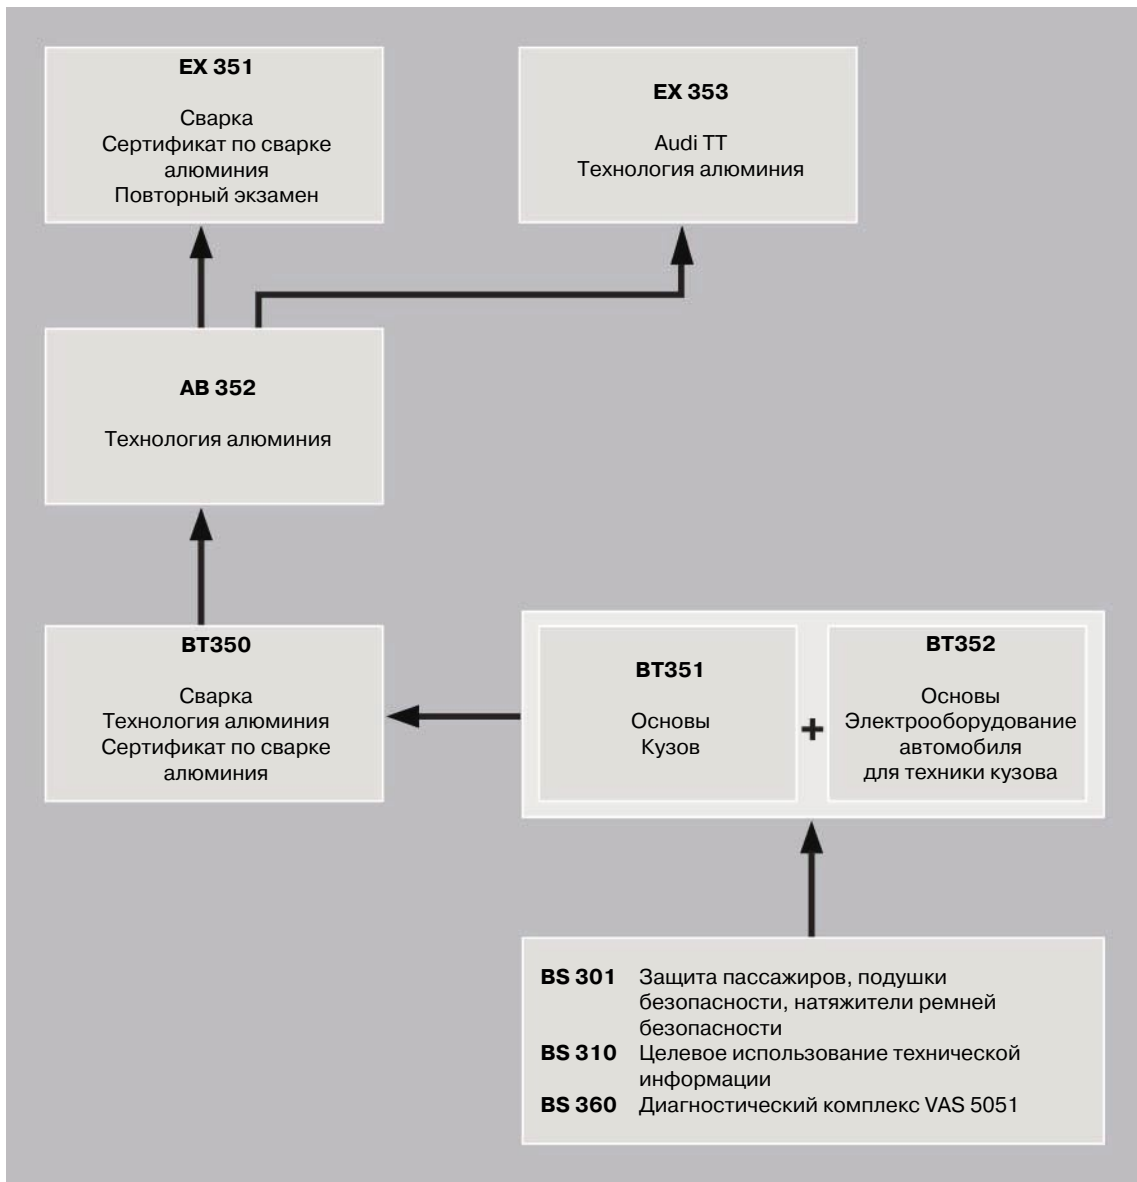 EX 351
Сварка
Сертификат по сварке
алюминия
Повторный экзамен
EX 353
Audi TT
Технология алюминия
AB 352
Технология алюминия
BT350
Сварка
Технология алюминия
Сертификат по сварке
алюминия
BT351
Основы
Кузов
+
BT352
Основы
Электрооборудование
автомобиля
для техники кузова
BS 301 Защита пассажиров, подушки
безопасности, натяжители ремней
безопасности
BS 310 Целевое использование технической
информации
BS 360 Диагностический комплекс VAS 5051